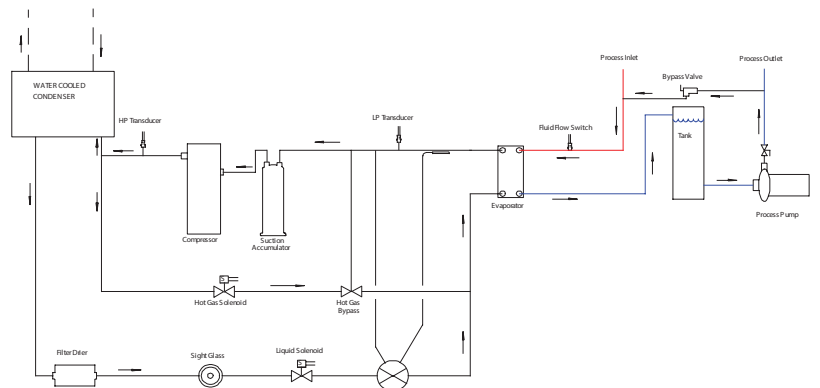 Process Inlet
Process Outlet
Bypass Valve
WATER COOLED
CONDENSER
HP Transducer
LP Transducer
Fluid Flow Switch
Tank
Evaporator
Process Pump
Compressor
Suction
Accumulator
S
Hot Gas Solenoid
Hot Gas
Bypass
Filter Drier
Sight Glass
Liquid Solenoid
S